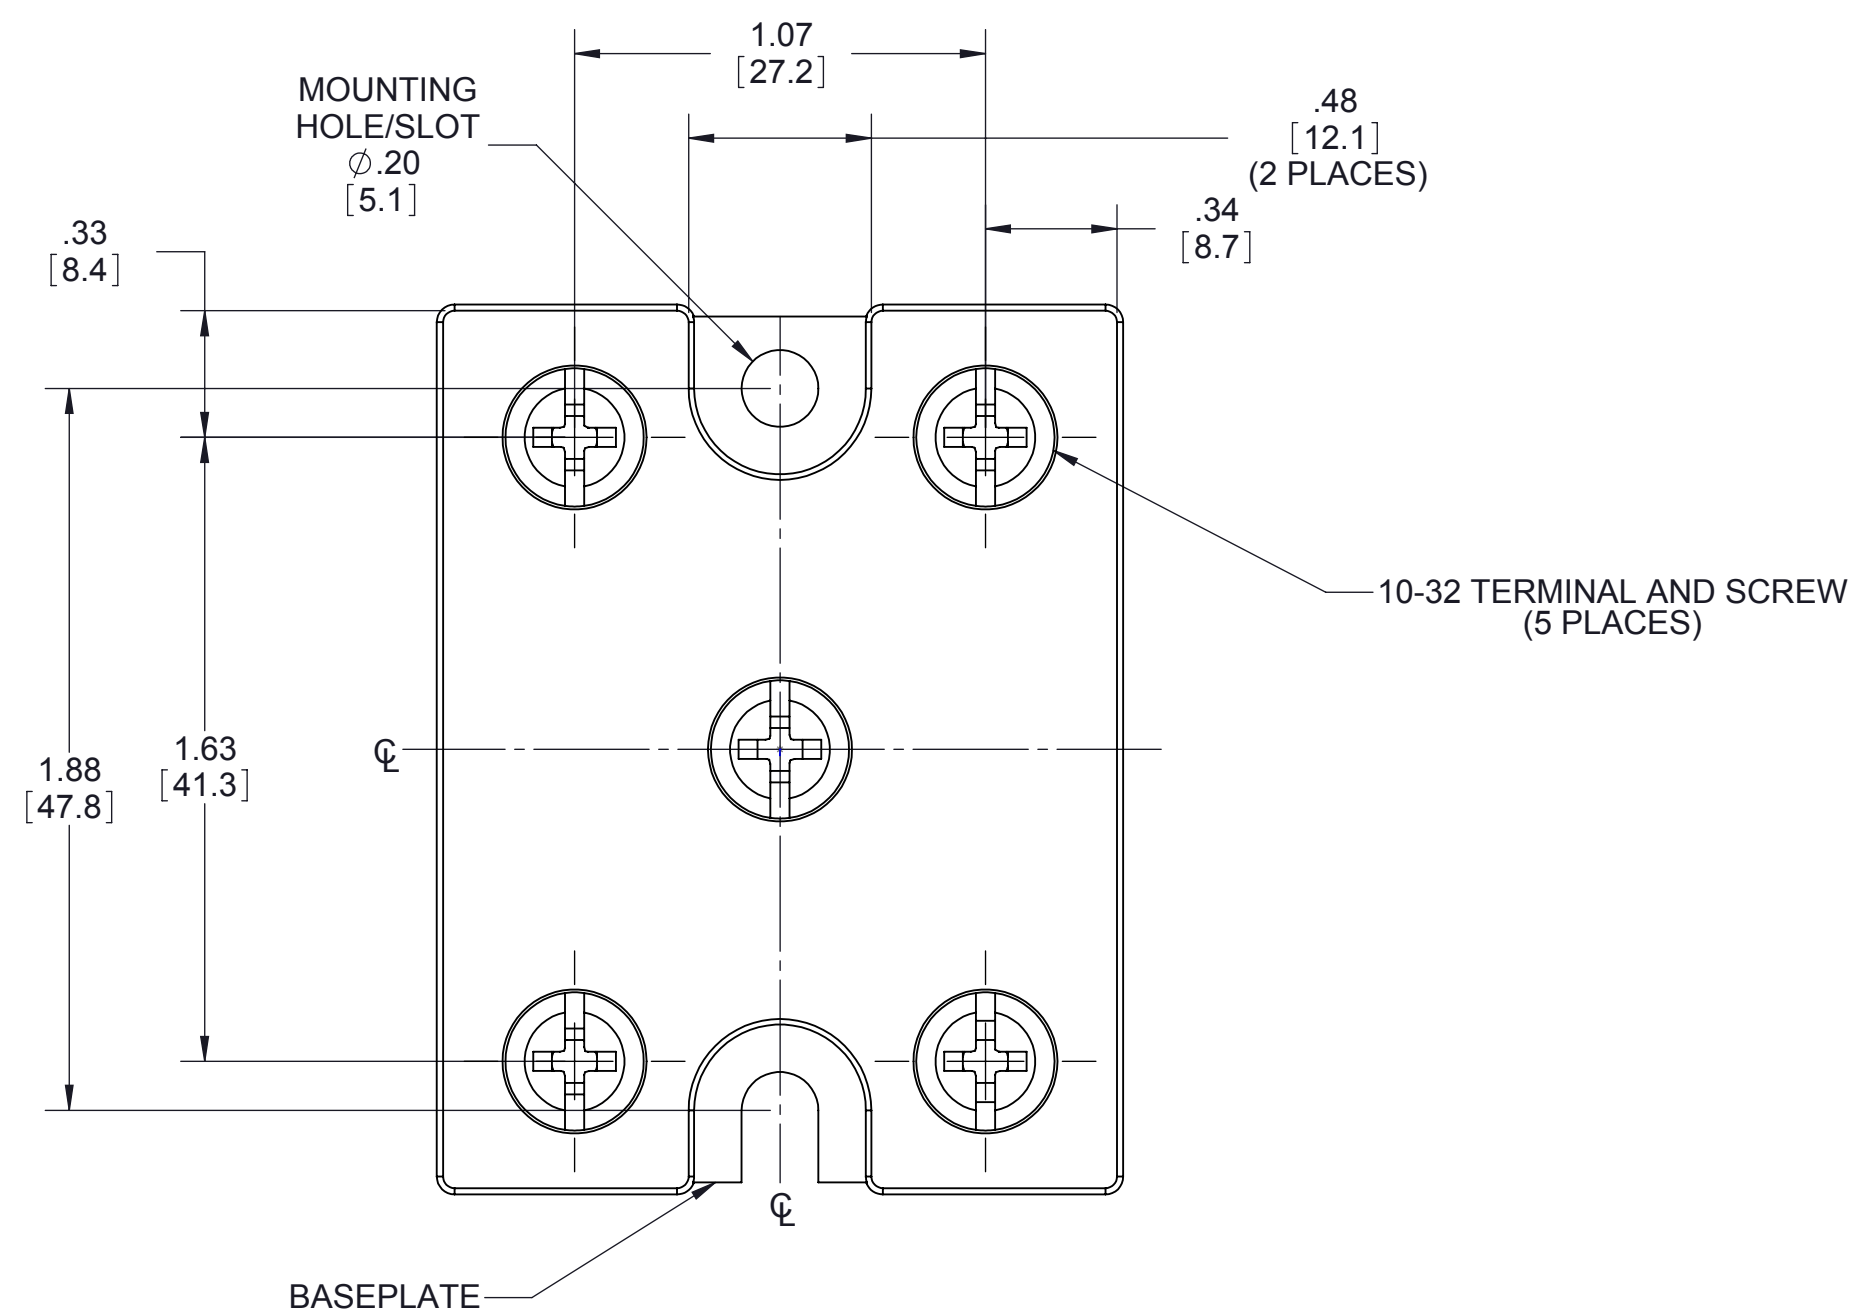 1.07
[27.2]
MOUNTING
HOLE/SLOT
∅.20
[5.1]
.48
[12.1]
(2 PLACES)
.34
[8.7]
.33
[8.4]
10-32 TERMINAL AND SCREW
(5 PLACES)
℄
1.63
[41.3]
1.88
[47.8]
℄
BASEPLATE